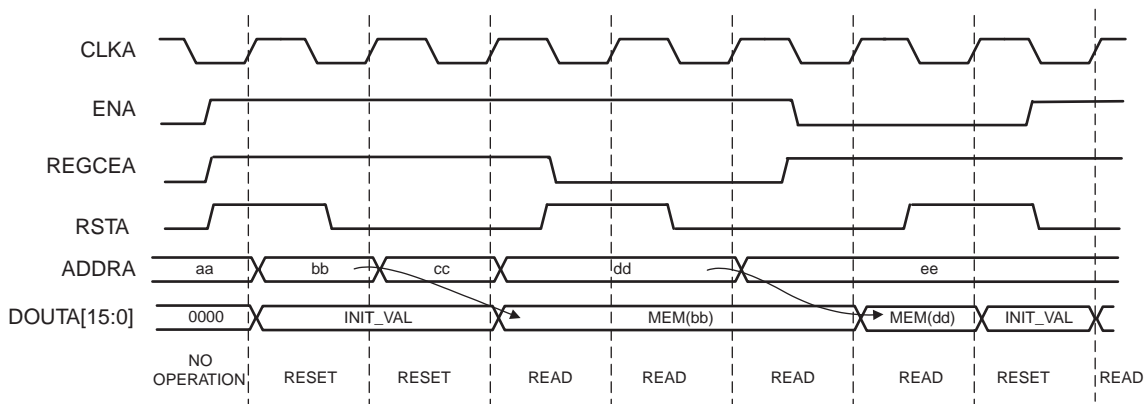 CLKA
ENA
REGCEA
RSTA
ADDRA aa bb cc dd ee
DOUTA[15:0] 0000 INIT_VAL MEM(bb) MEM(dd) INIT_VAL
NO
OPERATION RESET RESET READ READ READ READ RESET READ